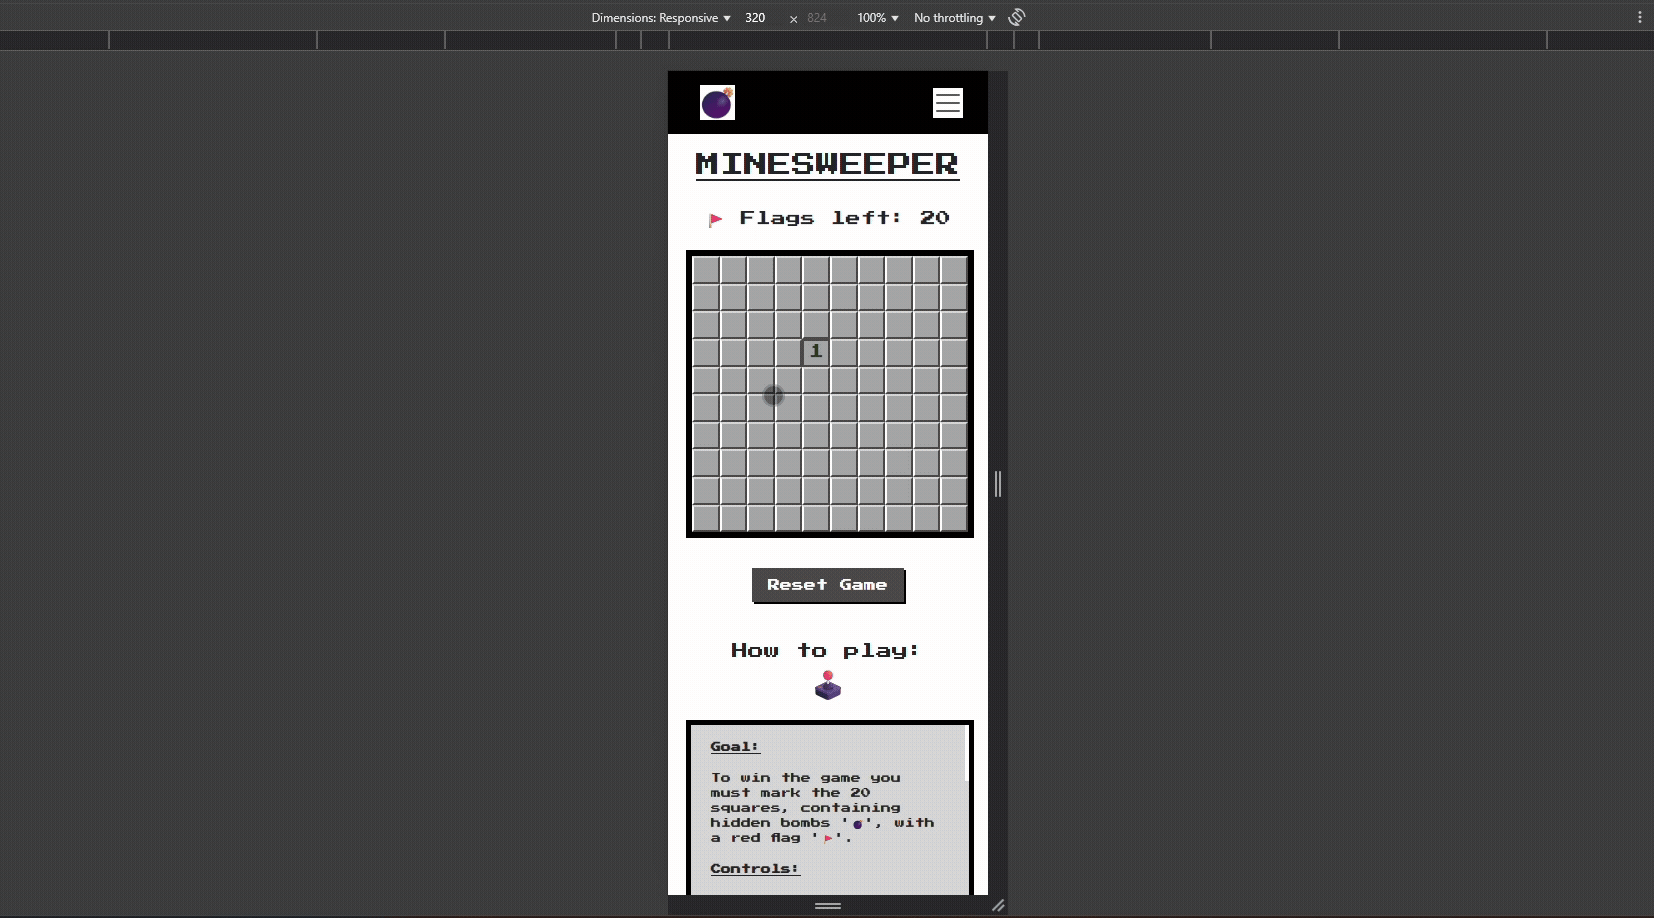 Dimensions: Responsive ▼ 320 × 824 100% ▼ No throttling ▼
MINESWEEPER
Flags left: 20
1
Reset Game
How to play:
Goal:
To win the game you
must mark the 20
squares, containing
hidden bombs '💣', with
a red flag '🚩'.
Controls: